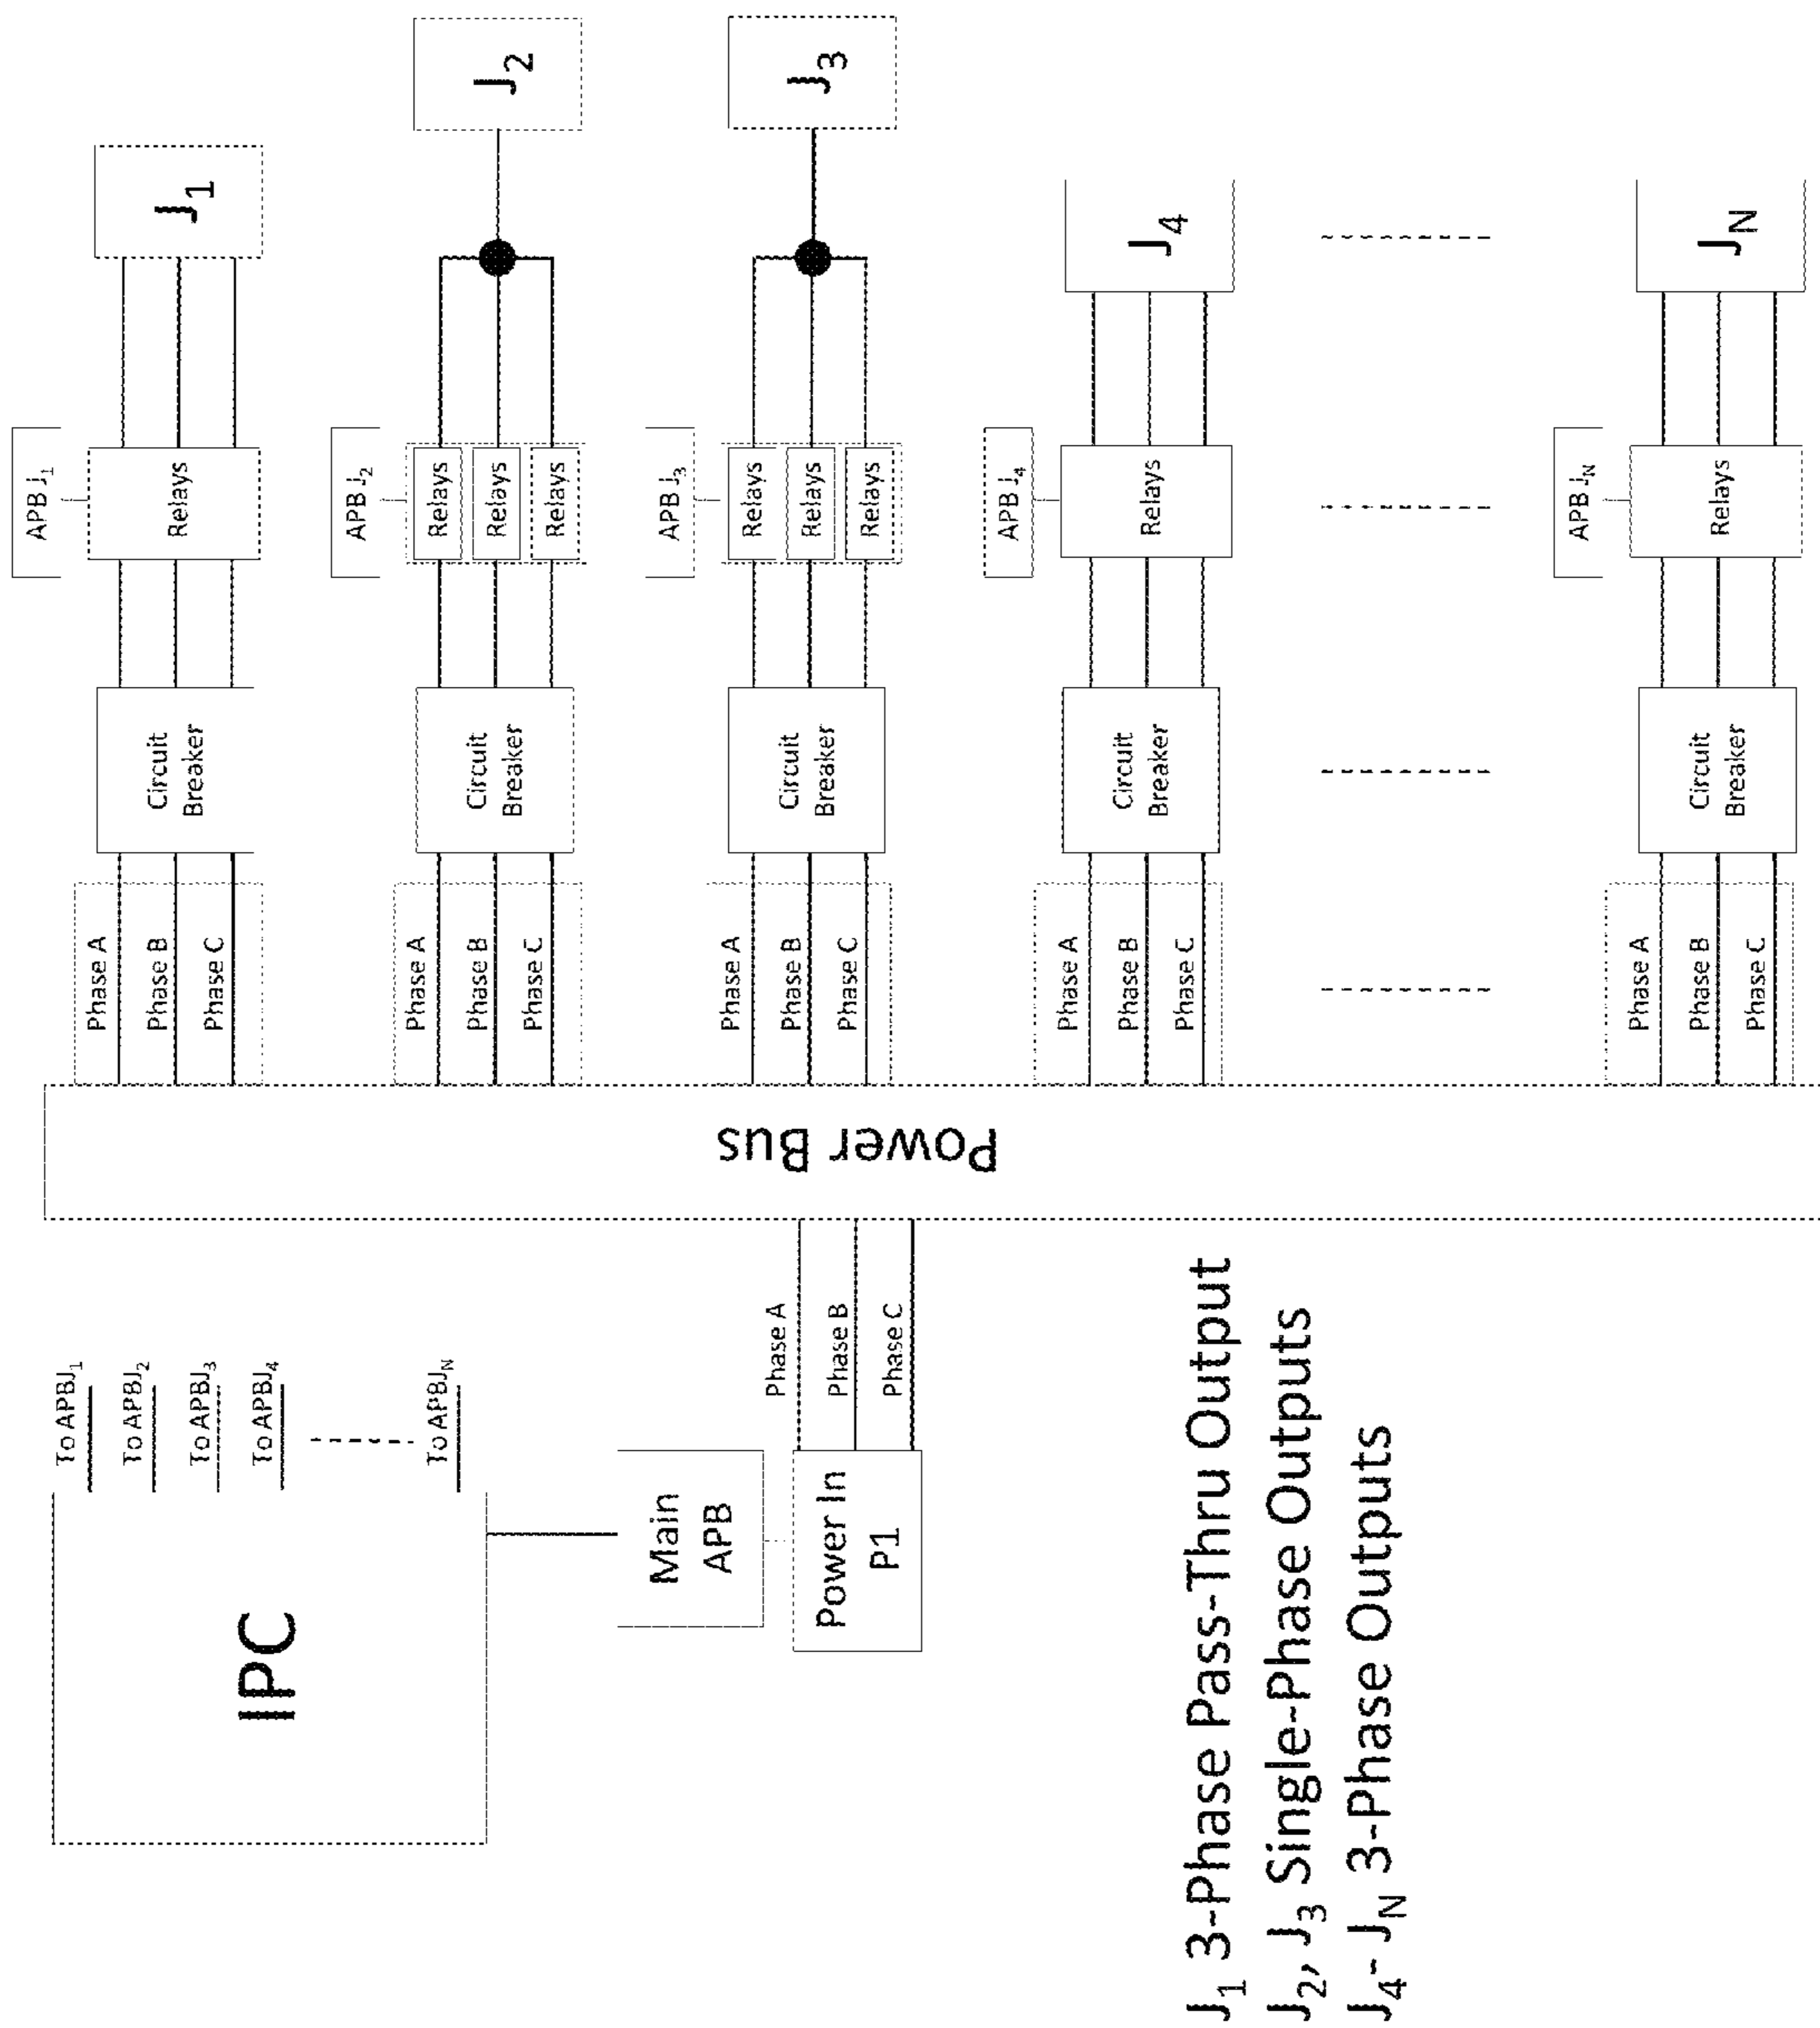 IPC
To APBJ₁
To APBJ₂
To APBJ₃
To APBJ₄
To APBJN
Main
APB
Power In
P1
Phase A
Phase B
Phase C
Power Bus
Phase A
Phase B
Phase C
Circuit
Breaker
APB J₁
Relays
J₁
Phase A
Phase B
Phase C
Circuit
Breaker
APB J₂
Relays
Relays
Relays
J₂
Phase A
Phase B
Phase C
Circuit
Breaker
APB J₃
Relays
Relays
Relays
J₃
Phase A
Phase B
Phase C
Circuit
Breaker
APB J₄
Relays
J₄
Phase A
Phase B
Phase C
Circuit
Breaker
APB JN
Relays
JN
J₁ 3-Phase Pass-Thru Output
J₂, J₃ Single-Phase Outputs
J₄- JN 3-Phase Outputs